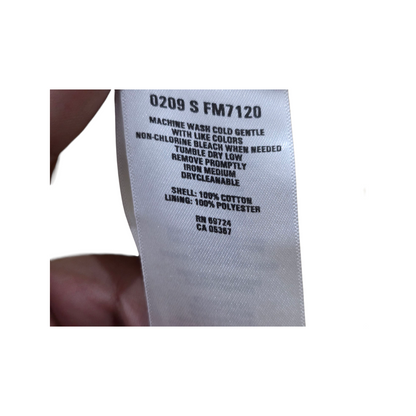 0209 S FM7120
MACHINE WASH COLD GENTLE
WITH LIKE COLORS
NON-CHLORINE BLEACH WHEN NEEDED
TUMBLE DRY LOW
REMOVE PROMPTLY
IRON MEDIUM
DRYCLEANABLE
SHELL: 100% COTTON
LINING: 100% POLYESTER
RN 69724
CA 05367